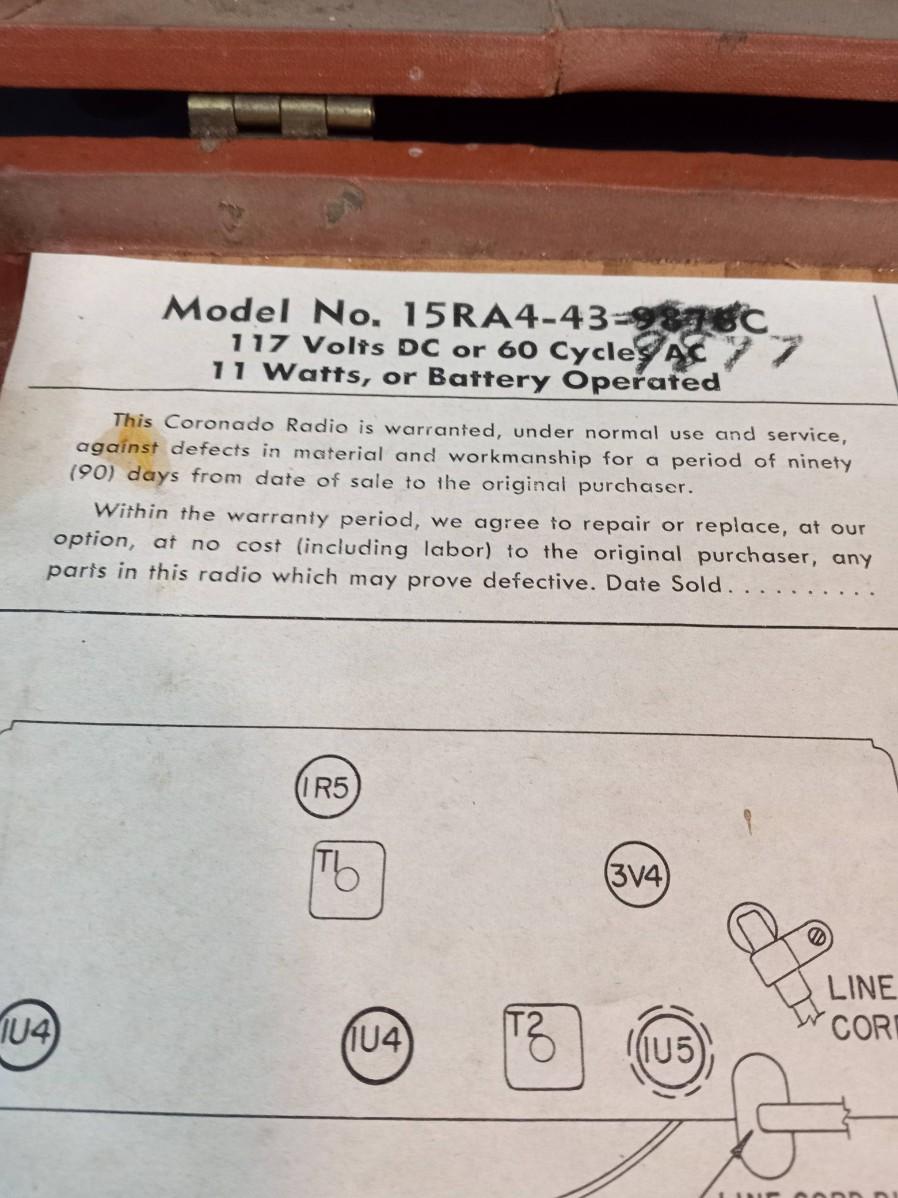 Model No. 15RA4-43-9876C
9877
117 Volts DC or 60 Cycles AC
11 Watts, or Battery Operated
This Coronado Radio is warranted, under normal use and service,
against defects in material and workmanship for a period of ninety
(90) days from date of sale to the original purchaser.
Within the warranty period, we agree to repair or replace, at our
option, at no cost (including labor) to the original purchaser, any
parts in this radio which may prove defective. Date Sold..........
1R5
T1
3V4
LINE
1U4
1U4
T2
1U5
COR
LINE CORD